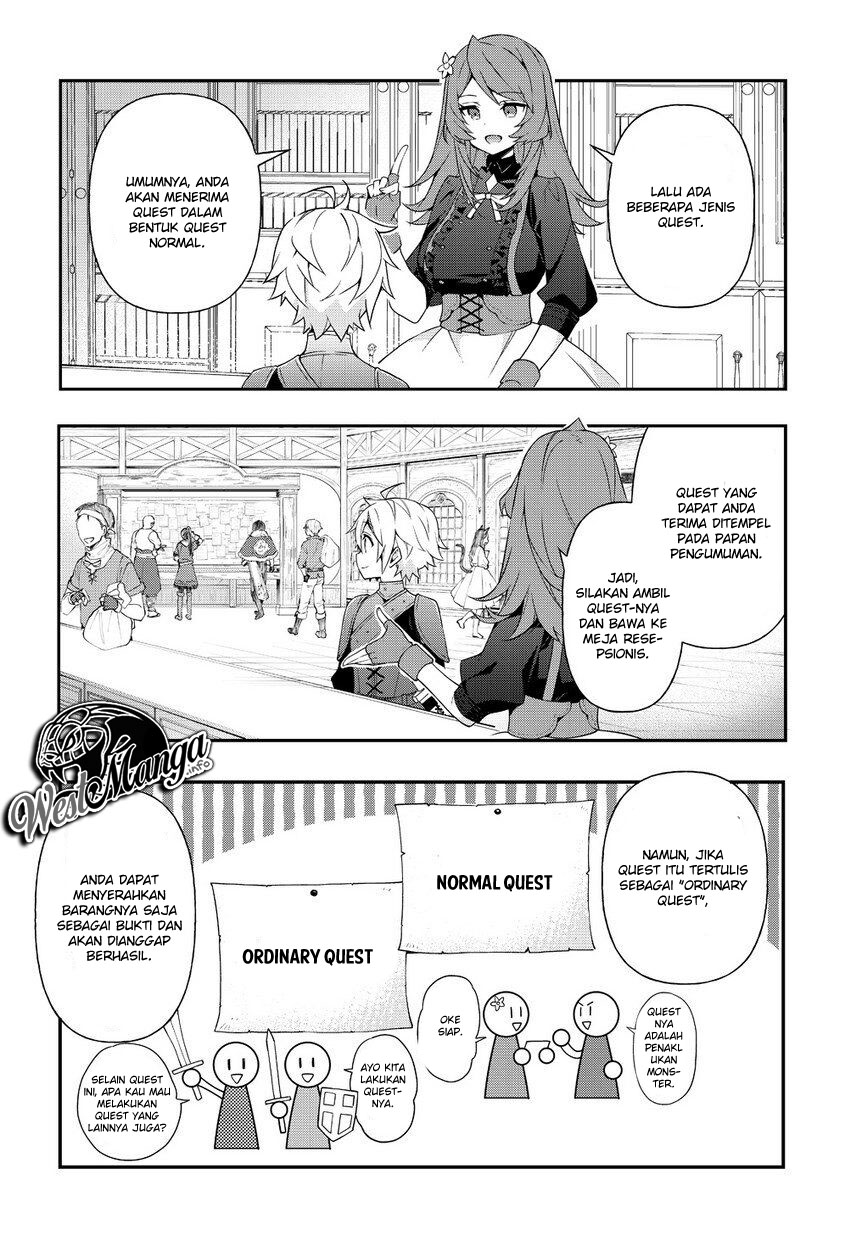 LALU ADA
BEBERAPA JENIS
QUEST.
UMUMNYA, ANDA
AKAN MENERIMA
QUEST DALAM
BENTUK QUEST
NORMAL.
QUEST YANG
DAPAT ANDA
TERIMA DITEMPEL
PADA PAPAN
PENGUMUMAN.
JADI,
SILAKAN AMBIL
QUEST-NYA
DAN BAWA KE
MEJA RESE-
PSIONIS.
WestManga
.info
NAMUN, JIKA
QUEST ITU TERTULIS
SEBAGAI "ORDINARY
QUEST",
NORMAL QUEST
ORDINARY QUEST
ANDA DAPAT
MENYERAHKAN
BARANGNYA SAJA
SEBAGAI BUKTI DAN
AKAN DIANGGAP
BERHASIL.
QUEST
NYA
ADALAH
PENAKL
UKAN
MONS-
TER.
OKE
SIAP.
AYO KITA
LAKUKAN
QUEST-
NYA.
SELAIN QUEST
INI, APA KAU MAU
MELAKUKAN
QUEST YANG
LAINNYA JUGA?